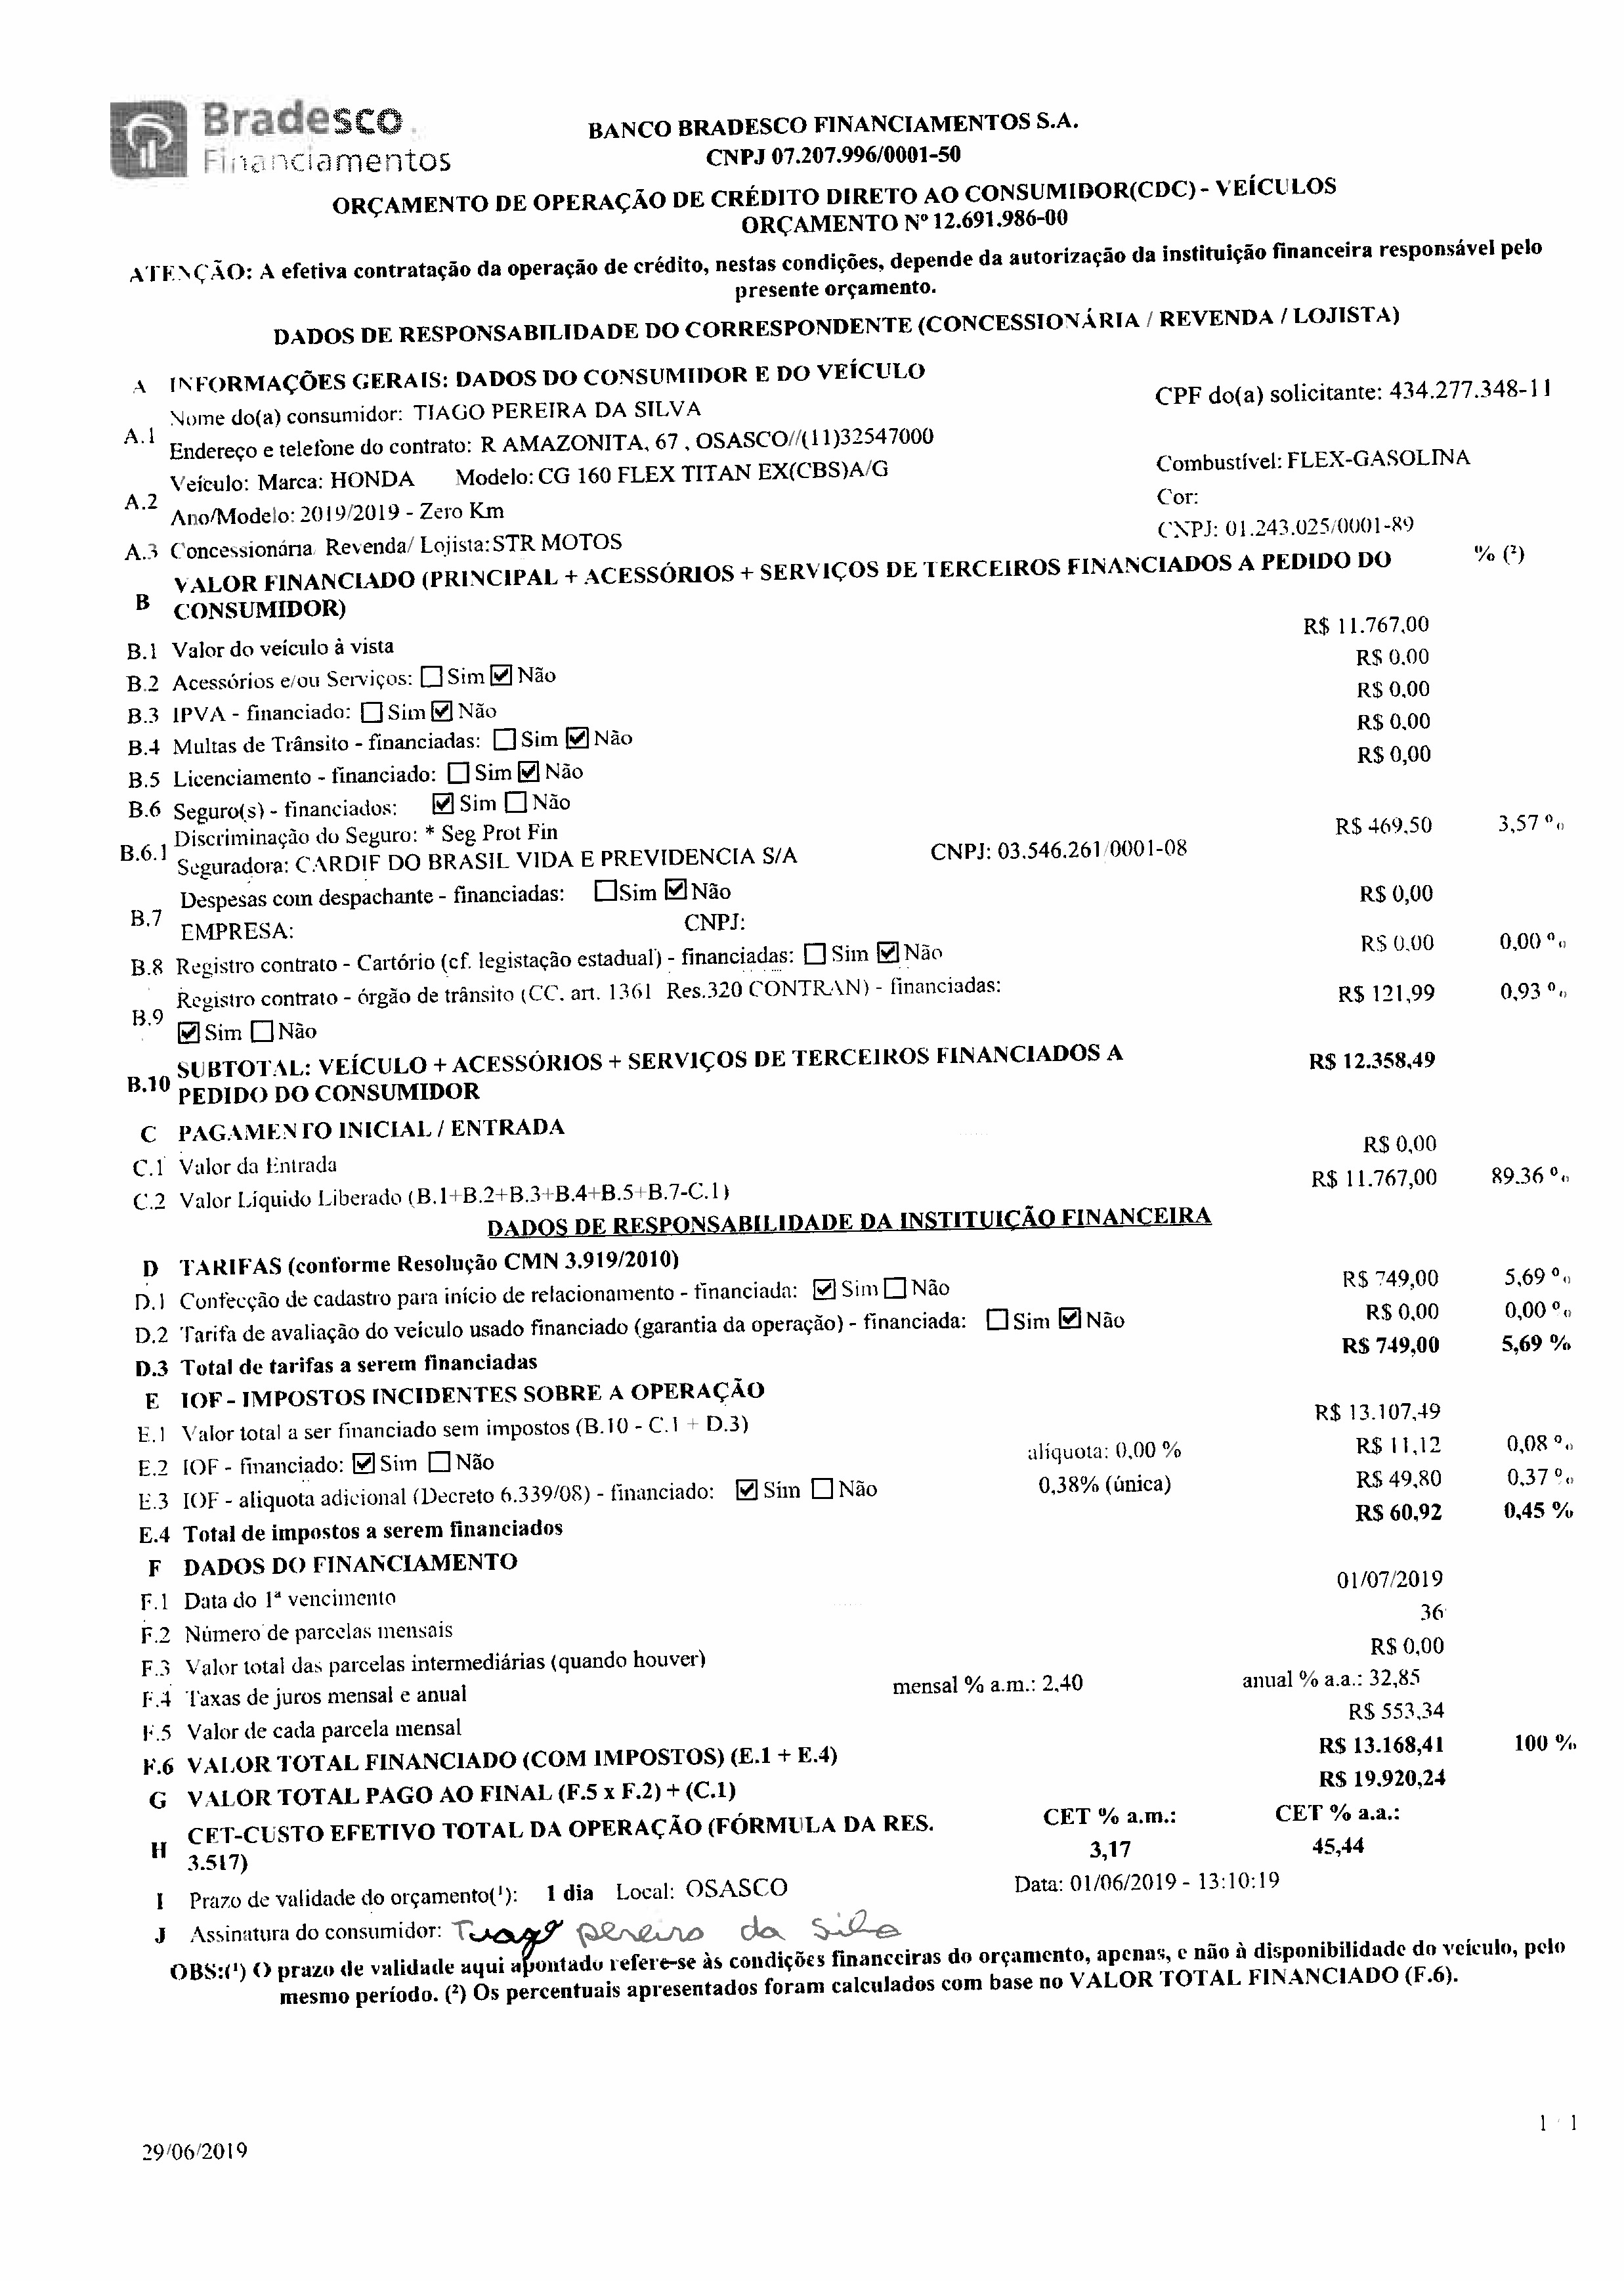 Bradesco
Financiamentos
BANCO BRADESCO FINANCIAMENTOS S.A.
CNPJ 07.207.996/0001-50
ORÇAMENTO DE OPERAÇÃO DE CRÉDITO DIRETO AO CONSUMIDOR(CDC) - VEÍCULOS
ORÇAMENTO Nº 12.691.986-00
ATENÇÃO: A efetiva contratação da operação de crédito, nestas condições, depende da autorização da instituição financeira responsável pelo
presente orçamento.
DADOS DE RESPONSABILIDADE DO CORRESPONDENTE (CONCESSIONÁRIA / REVENDA / LOJISTA)
A INFORMAÇÕES GERAIS: DADOS DO CONSUMIDOR E DO VEÍCULO
A.1 Nome do(a) consumidor: TIAGO PEREIRA DA SILVA CPF do(a) solicitante: 434.277.348-11
Endereço e telefone do contrato: R AMAZONITA, 67 , OSASCO//(11)32547000
A.2 Veículo: Marca: HONDA Modelo: CG 160 FLEX TITAN EX(CBS)A/G Combustível: FLEX-GASOLINA
Ano/Modelo: 2019/2019 - Zero Km Cor:
A.3 Concessionária/ Revenda/ Lojista: STR MOTOS CNPJ: 01.243.025/0001-89
B VALOR FINANCIADO (PRINCIPAL + ACESSÓRIOS + SERVIÇOS DE TERCEIROS FINANCIADOS A PEDIDO DO % (²)
CONSUMIDOR)
B.1 Valor do veículo à vista R$ 11.767,00
B.2 Acessórios e/ou Serviços: ☐ Sim ☑ Não R$ 0,00
B.3 IPVA - financiado: ☐ Sim ☑ Não R$ 0,00
B.4 Multas de Trânsito - financiadas: ☐ Sim ☑ Não R$ 0,00
B.5 Licenciamento - financiado: ☐ Sim ☑ Não R$ 0,00
B.6 Seguro(s) - financiados: ☑ Sim ☐ Não
B.6.1 Discriminação do Seguro: * Seg Prot Fin R$ 469,50 3,57 %
Seguradora: CARDIF DO BRASIL VIDA E PREVIDENCIA S/A CNPJ: 03.546.261/0001-08
B.7 Despesas com despachante - financiadas: ☐ Sim ☑ Não R$ 0,00
EMPRESA: CNPJ:
B.8 Registro contrato - Cartório (cf. legistação estadual) - financiadas: ☐ Sim ☑ Não R$ 0,00 0,00 %
B.9 Registro contrato - órgão de trânsito (CC. art. 1361 Res.320 CONTRAN) - financiadas: R$ 121,99 0,93 %
☑ Sim ☐ Não
B.10 SUBTOTAL: VEÍCULO + ACESSÓRIOS + SERVIÇOS DE TERCEIROS FINANCIADOS A R$ 12.358,49
PEDIDO DO CONSUMIDOR
C PAGAMENTO INICIAL / ENTRADA
C.1 Valor da Entrada R$ 0,00
C.2 Valor Líquido Liberado (B.1+B.2+B.3+B.4+B.5+B.7-C.1) R$ 11.767,00 89.36 %
DADOS DE RESPONSABILIDADE DA INSTITUIÇÃO FINANCEIRA
D TARIFAS (conforme Resolução CMN 3.919/2010)
D.1 Confecção de cadastro para início de relacionamento - financiada: ☑ Sim ☐ Não R$ 749,00 5,69 %
D.2 Tarifa de avaliação do veículo usado financiado (garantia da operação) - financiada: ☐ Sim ☑ Não R$ 0,00 0,00 %
D.3 Total de tarifas a serem financiadas R$ 749,00 5,69 %
E IOF - IMPOSTOS INCIDENTES SOBRE A OPERAÇÃO
E.1 Valor total a ser financiado sem impostos (B.10 - C.1 + D.3) R$ 13.107,49
E.2 IOF - financiado: ☑ Sim ☐ Não alíquota: 0,00 % R$ 11,12 0,08 %
E.3 IOF - aliquota adicional (Decreto 6.339/08) - financiado: ☑ Sim ☐ Não 0,38% (única) R$ 49,80 0,37 %
E.4 Total de impostos a serem financiados R$ 60,92 0,45 %
F DADOS DO FINANCIAMENTO
F.1 Data do 1ª vencimento 01/07/2019
F.2 Número de parcelas mensais 36
F.3 Valor total das parcelas intermediárias (quando houver) R$ 0,00
F.4 Taxas de juros mensal e anual mensal % a.m.: 2,40 anual % a.a.: 32,85
F.5 Valor de cada parcela mensal R$ 553,34
F.6 VALOR TOTAL FINANCIADO (COM IMPOSTOS) (E.1 + E.4) R$ 13.168,41 100 %
G VALOR TOTAL PAGO AO FINAL (F.5 x F.2) + (C.1) R$ 19.920,24
H CET-CUSTO EFETIVO TOTAL DA OPERAÇÃO (FÓRMULA DA RES. CET % a.m.: CET % a.a.:
3.517) 3,17 45,44
I Prazo de validade do orçamento(¹): 1 dia Local: OSASCO Data: 01/06/2019 - 13:10:19
J Assinatura do consumidor: Tiago pereira da silva
OBS:(¹) O prazo de validade aqui apontado refere-se às condições financeiras do orçamento, apenas, e não à disponibilidade do veículo, pelo
mesmo período. (²) Os percentuais apresentados foram calculados com base no VALOR TOTAL FINANCIADO (F.6).
1 / 1
29/06/2019